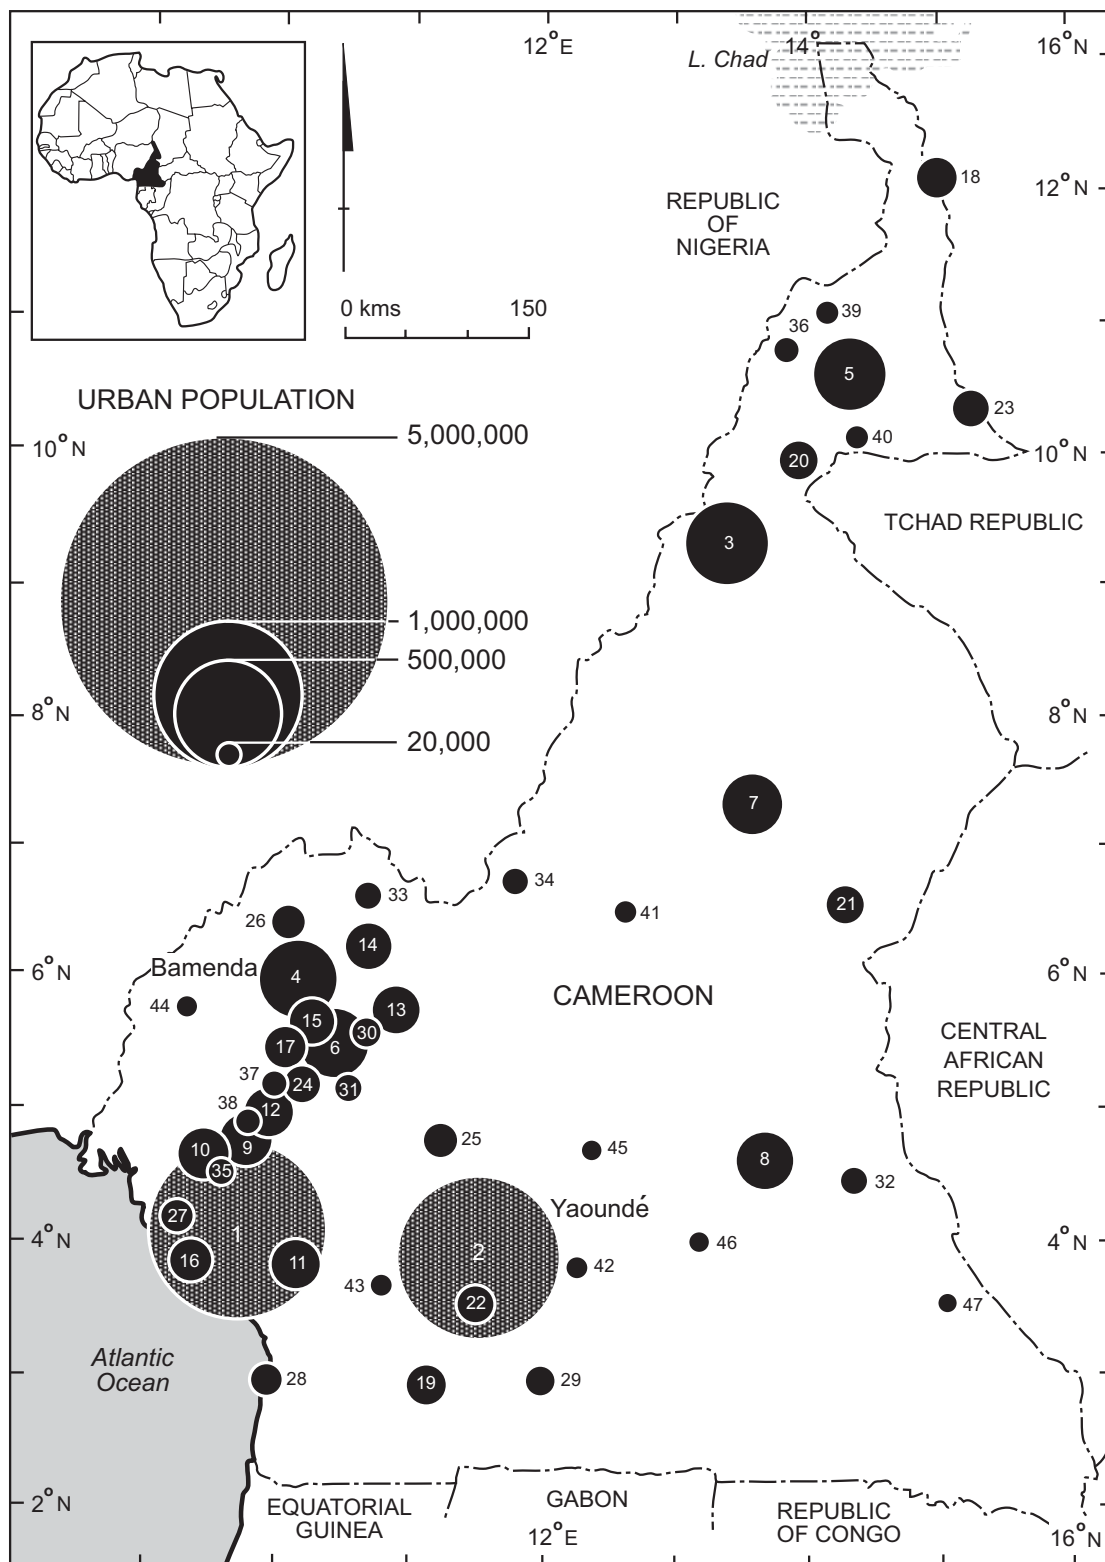 12°E
14°
16°N
L. Chad
18
12°N
REPUBLIC
OF
NIGERIA
0 kms 150
39
36
5
URBAN POPULATION
23
5,000,000
10°N
40
20
10°N
TCHAD REPUBLIC
3
1,000,000
500,000
8°N
8°N
20,000
7
34
33
41
21
26
14
Bamenda
6°N
4
6°N
CAMEROON
44
13
15
30
6
17
CENTRAL
AFRICAN
REPUBLIC
37
24
31
38
12
25
45
10
9
8
35
32
Yaoundé
27
1
4°N
2
46
4°N
16
11
42
43
22
47
Atlantic
Ocean
28
19
29
2°N
EQUATORIAL
GUINEA
GABON
REPUBLIC
OF CONGO
12°E
16°N